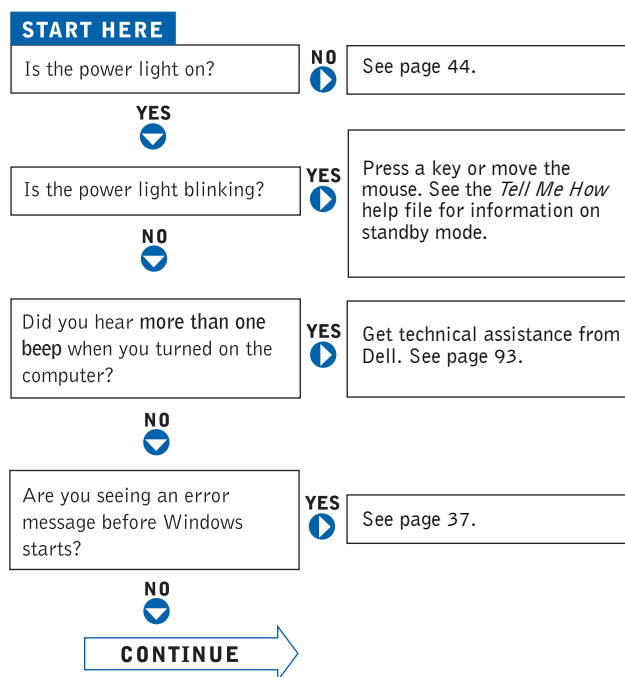 START HERE
Is the power light on?
NO
See page 44.
YES
Is the power light blinking?
YES
Press a key or move the
mouse. See the Tell Me How
help file for information on
standby mode.
NO
Did you hear more than one
beep when you turned on the
computer?
YES
Get technical assistance from
Dell. See page 93.
NO
Are you seeing an error
message before Windows
starts?
YES
See page 37.
NO
CONTINUE